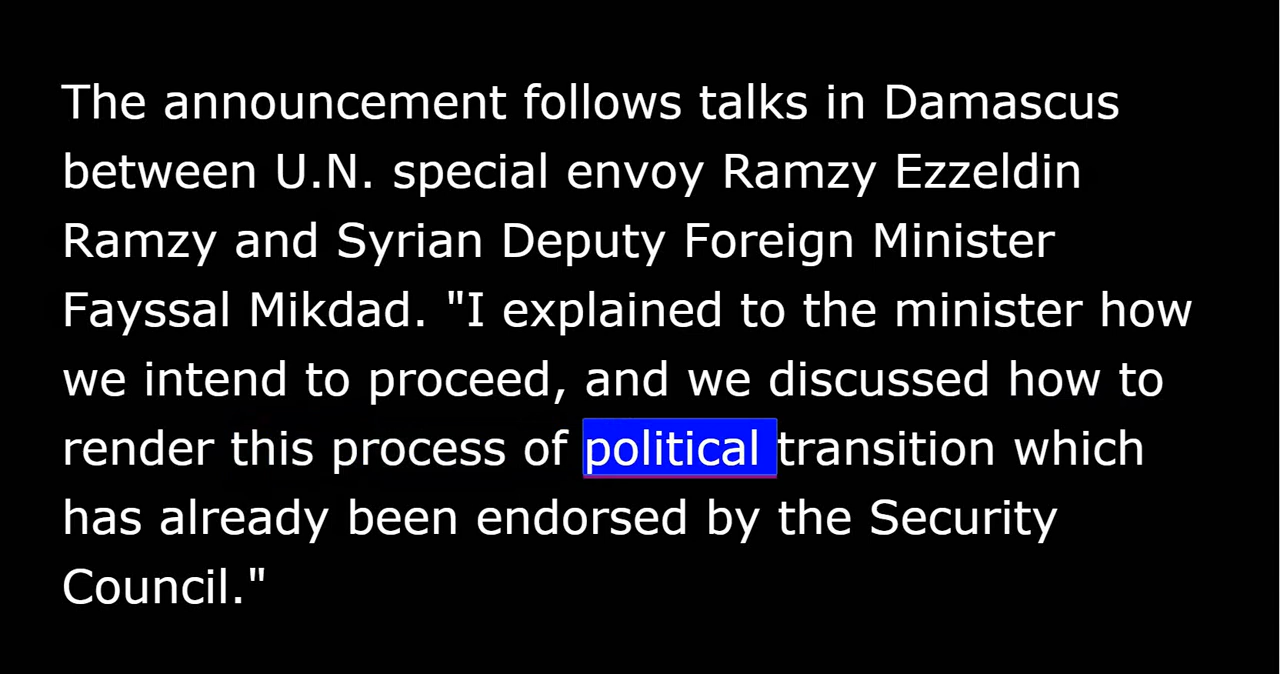 The announcement follows talks in Damascus
between U.N. special envoy Ramzy Ezzeldin
Ramzy and Syrian Deputy Foreign Minister
Fayssal Mikdad. "I explained to the minister how
we intend to proceed, and we discussed how to
render this process of political transition which
has already been endorsed by the Security
Council."